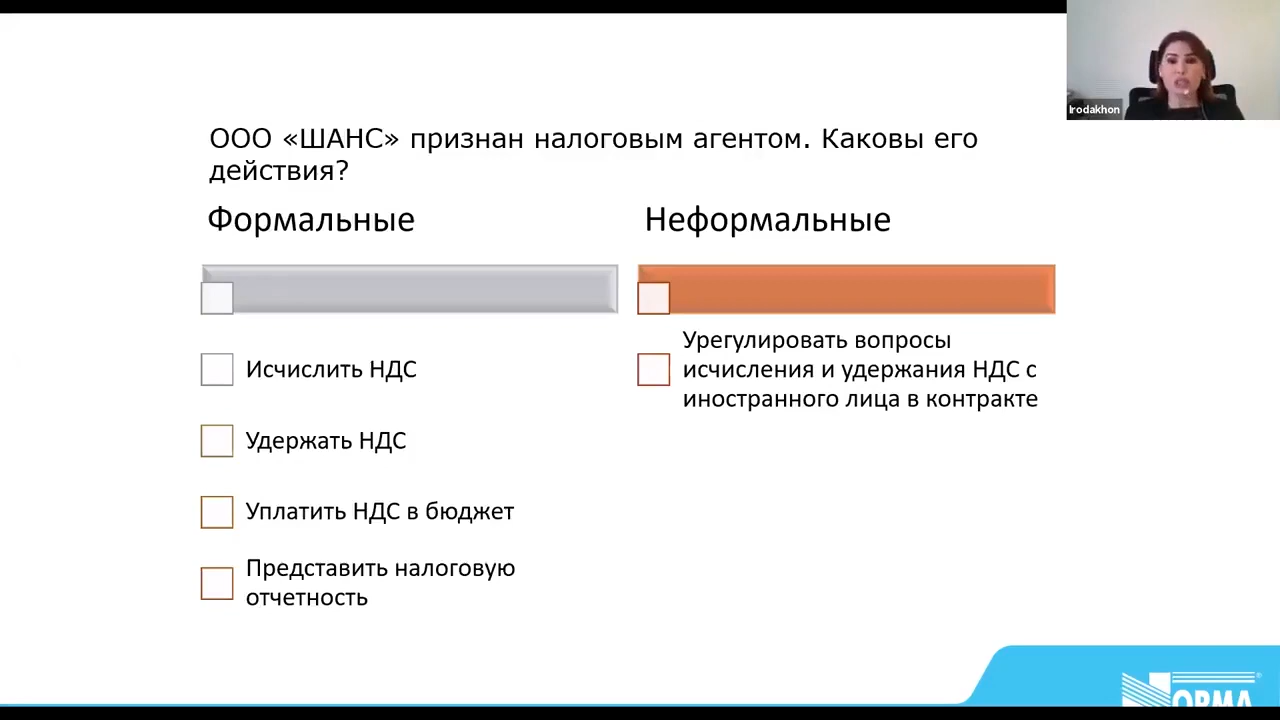 Irodakhon
ООО «ШАНС» признан налоговым агентом. Каковы его
действия?
Формальные
Исчислить НДС
Удержать НДС
Уплатить НДС в бюджет
Представить налоговую
отчетность
Неформальные
Урегулировать вопросы
исчисления и удержания НДС с
иностранного лица в контракте
ОРМА
®